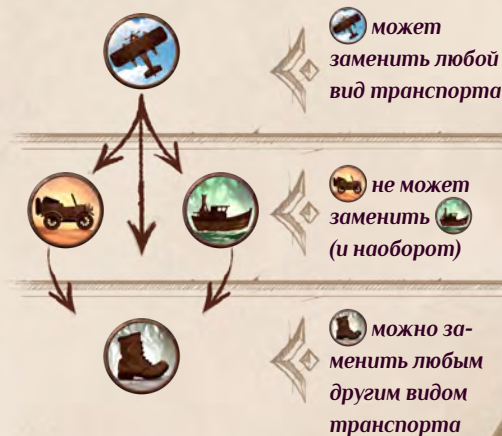 может
заменить любой
вид транспорта
не может
заменить
(и наоборот)
можно за-
менить любым
другим видом
транспорта